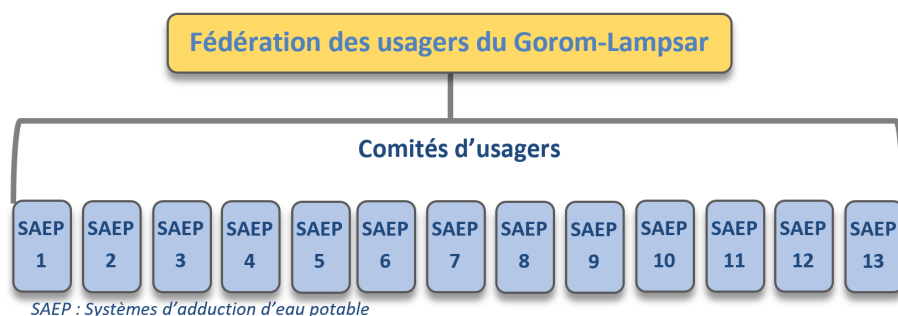 Fédération des usagers du Gorom-Lampsar
Comités d’usagers
SAEP 1
SAEP 2
SAEP 3
SAEP 4
SAEP 5
SAEP 6
SAEP 7
SAEP 8
SAEP 9
SAEP 10
SAEP 11
SAEP 12
SAEP 13
SAEP : Systèmes d’adduction d’eau potable